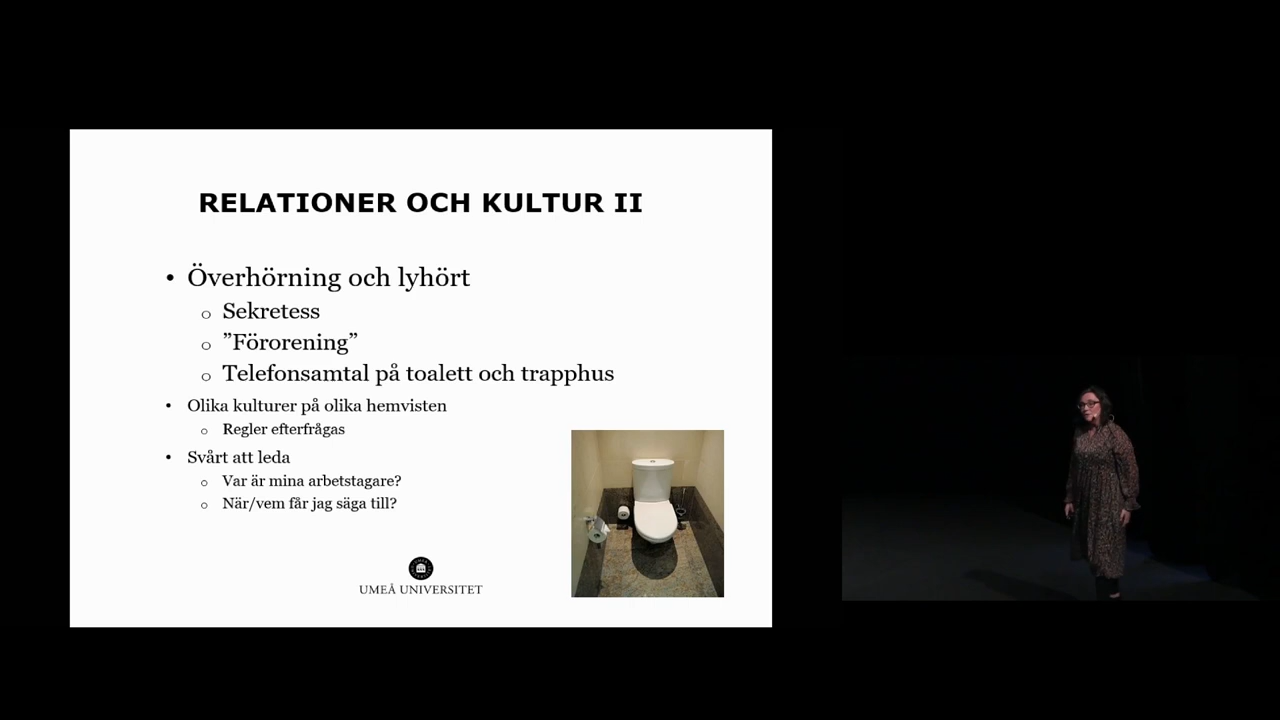 RELATIONER OCH KULTUR II
• Överhörning och lyhört
o Sekretess
o ”Förorening”
o Telefonsamtal på toalett och trapphus
• Olika kulturer på olika hemvisten
o Regler efterfrågas
• Svårt att leda
o Var är mina arbetstagare?
o När/vem får jag säga till?
UMEÅ UNIVERSITET